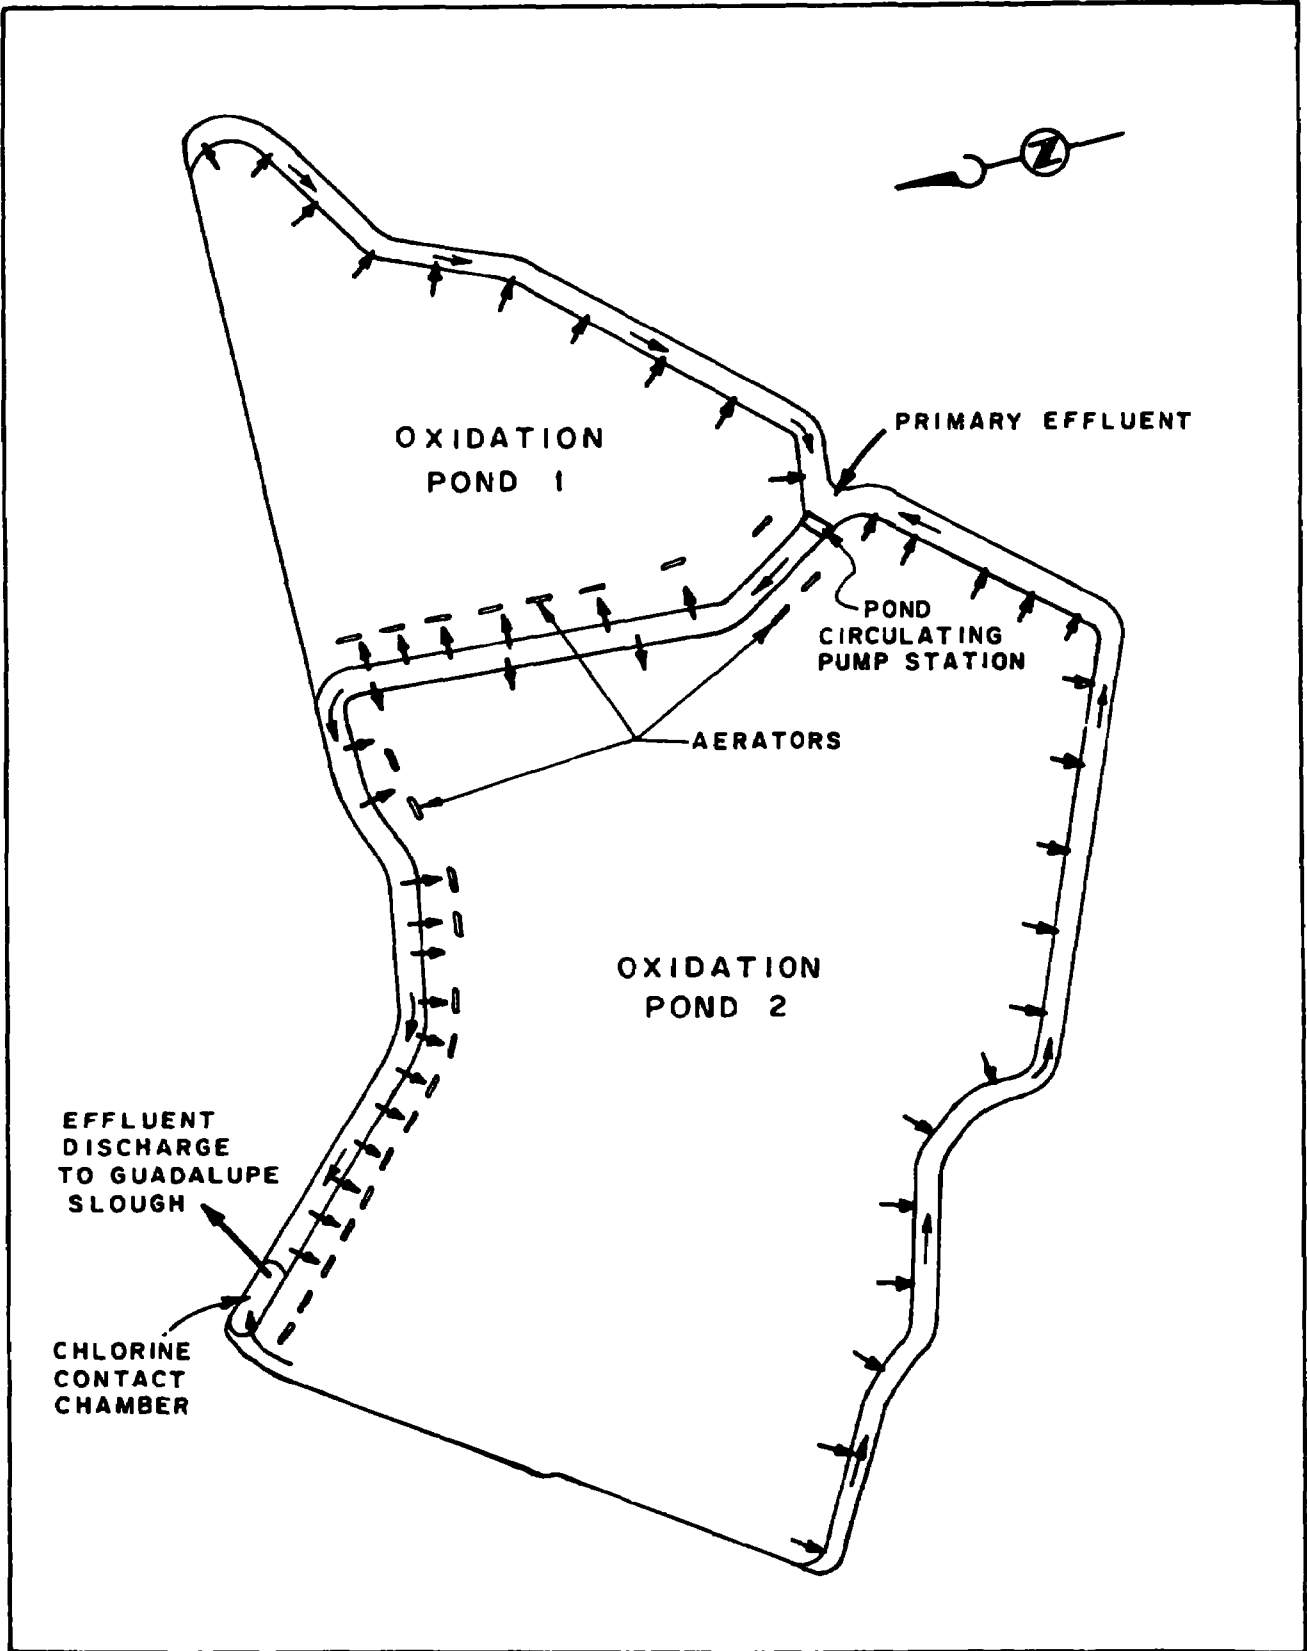 Z
OXIDATION
POND 1
PRIMARY EFFLUENT
POND
CIRCULATING
PUMP STATION
AERATORS
OXIDATION
POND 2
EFFLUENT
DISCHARGE
TO GUADALUPE
SLOUGH
CHLORINE
CONTACT
CHAMBER